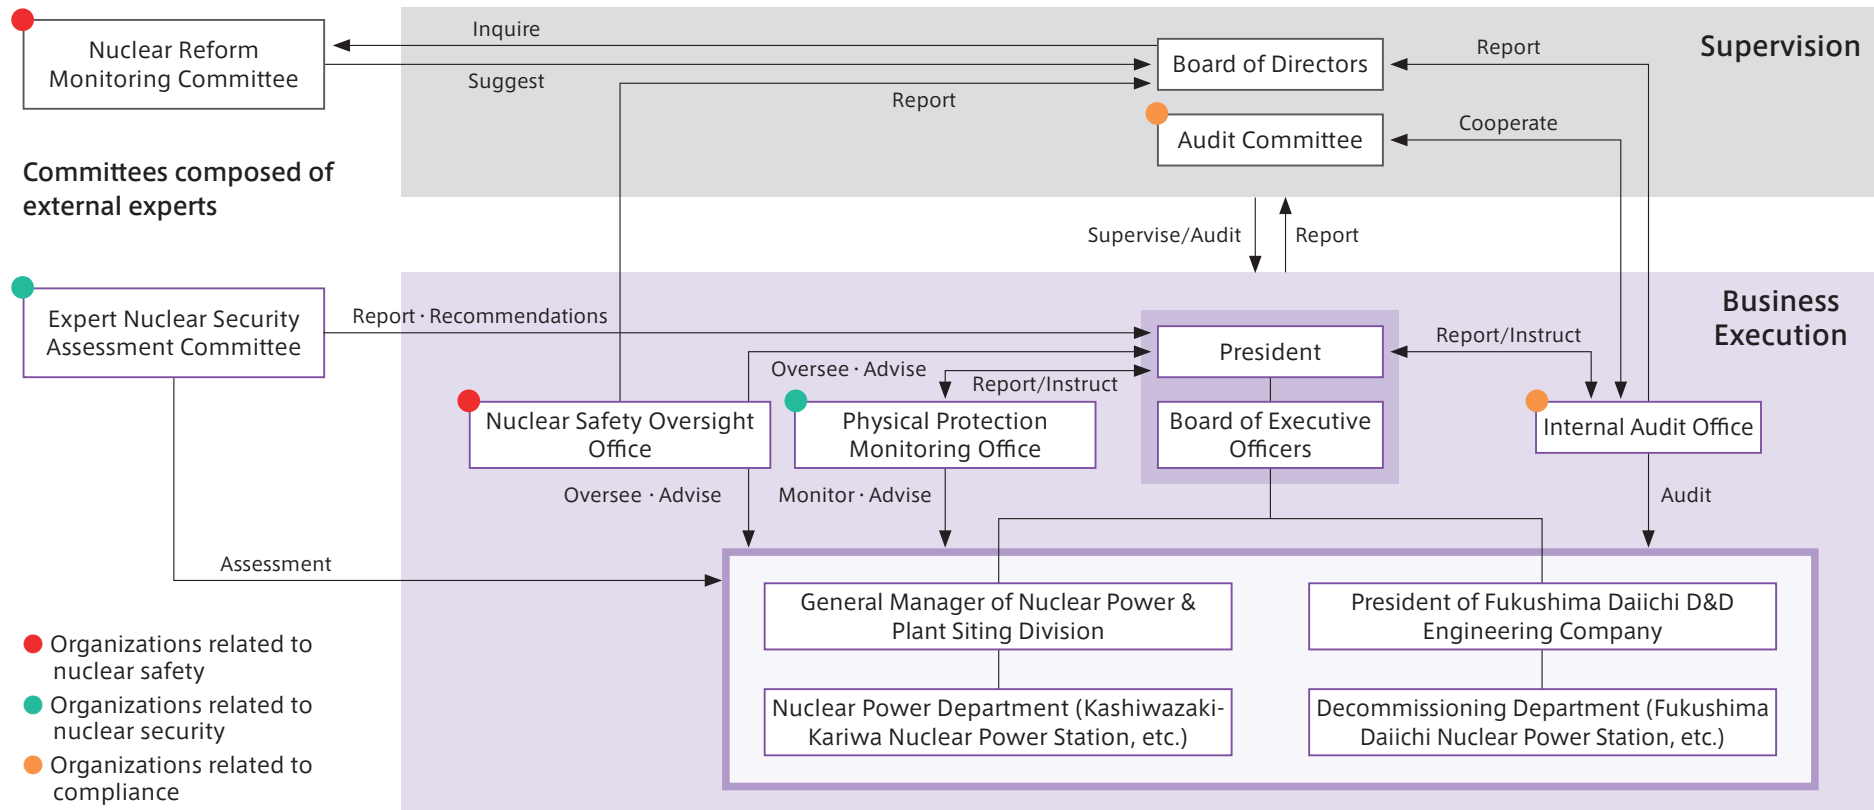 Nuclear Reform
Monitoring Committee
Inquire
Suggest
Report
Board of Directors
Report
Supervision
Audit Committee
Cooperate
Committees composed of
external experts
Supervise/Audit
Report
Expert Nuclear Security
Assessment Committee
Report · Recommendations
Business
Execution
President
Report/Instruct
Oversee · Advise
Report/Instruct
Nuclear Safety Oversight
Office
Physical Protection
Monitoring Office
Board of Executive
Officers
Internal Audit Office
Oversee · Advise
Monitor · Advise
Audit
Assessment
General Manager of Nuclear Power &
Plant Siting Division
President of Fukushima Daiichi D&D
Engineering Company
Nuclear Power Department (Kashiwazaki-
Kariwa Nuclear Power Station, etc.)
Decommissioning Department (Fukushima
Daiichi Nuclear Power Station, etc.)
Organizations related to
nuclear safety
Organizations related to
nuclear security
Organizations related to
compliance